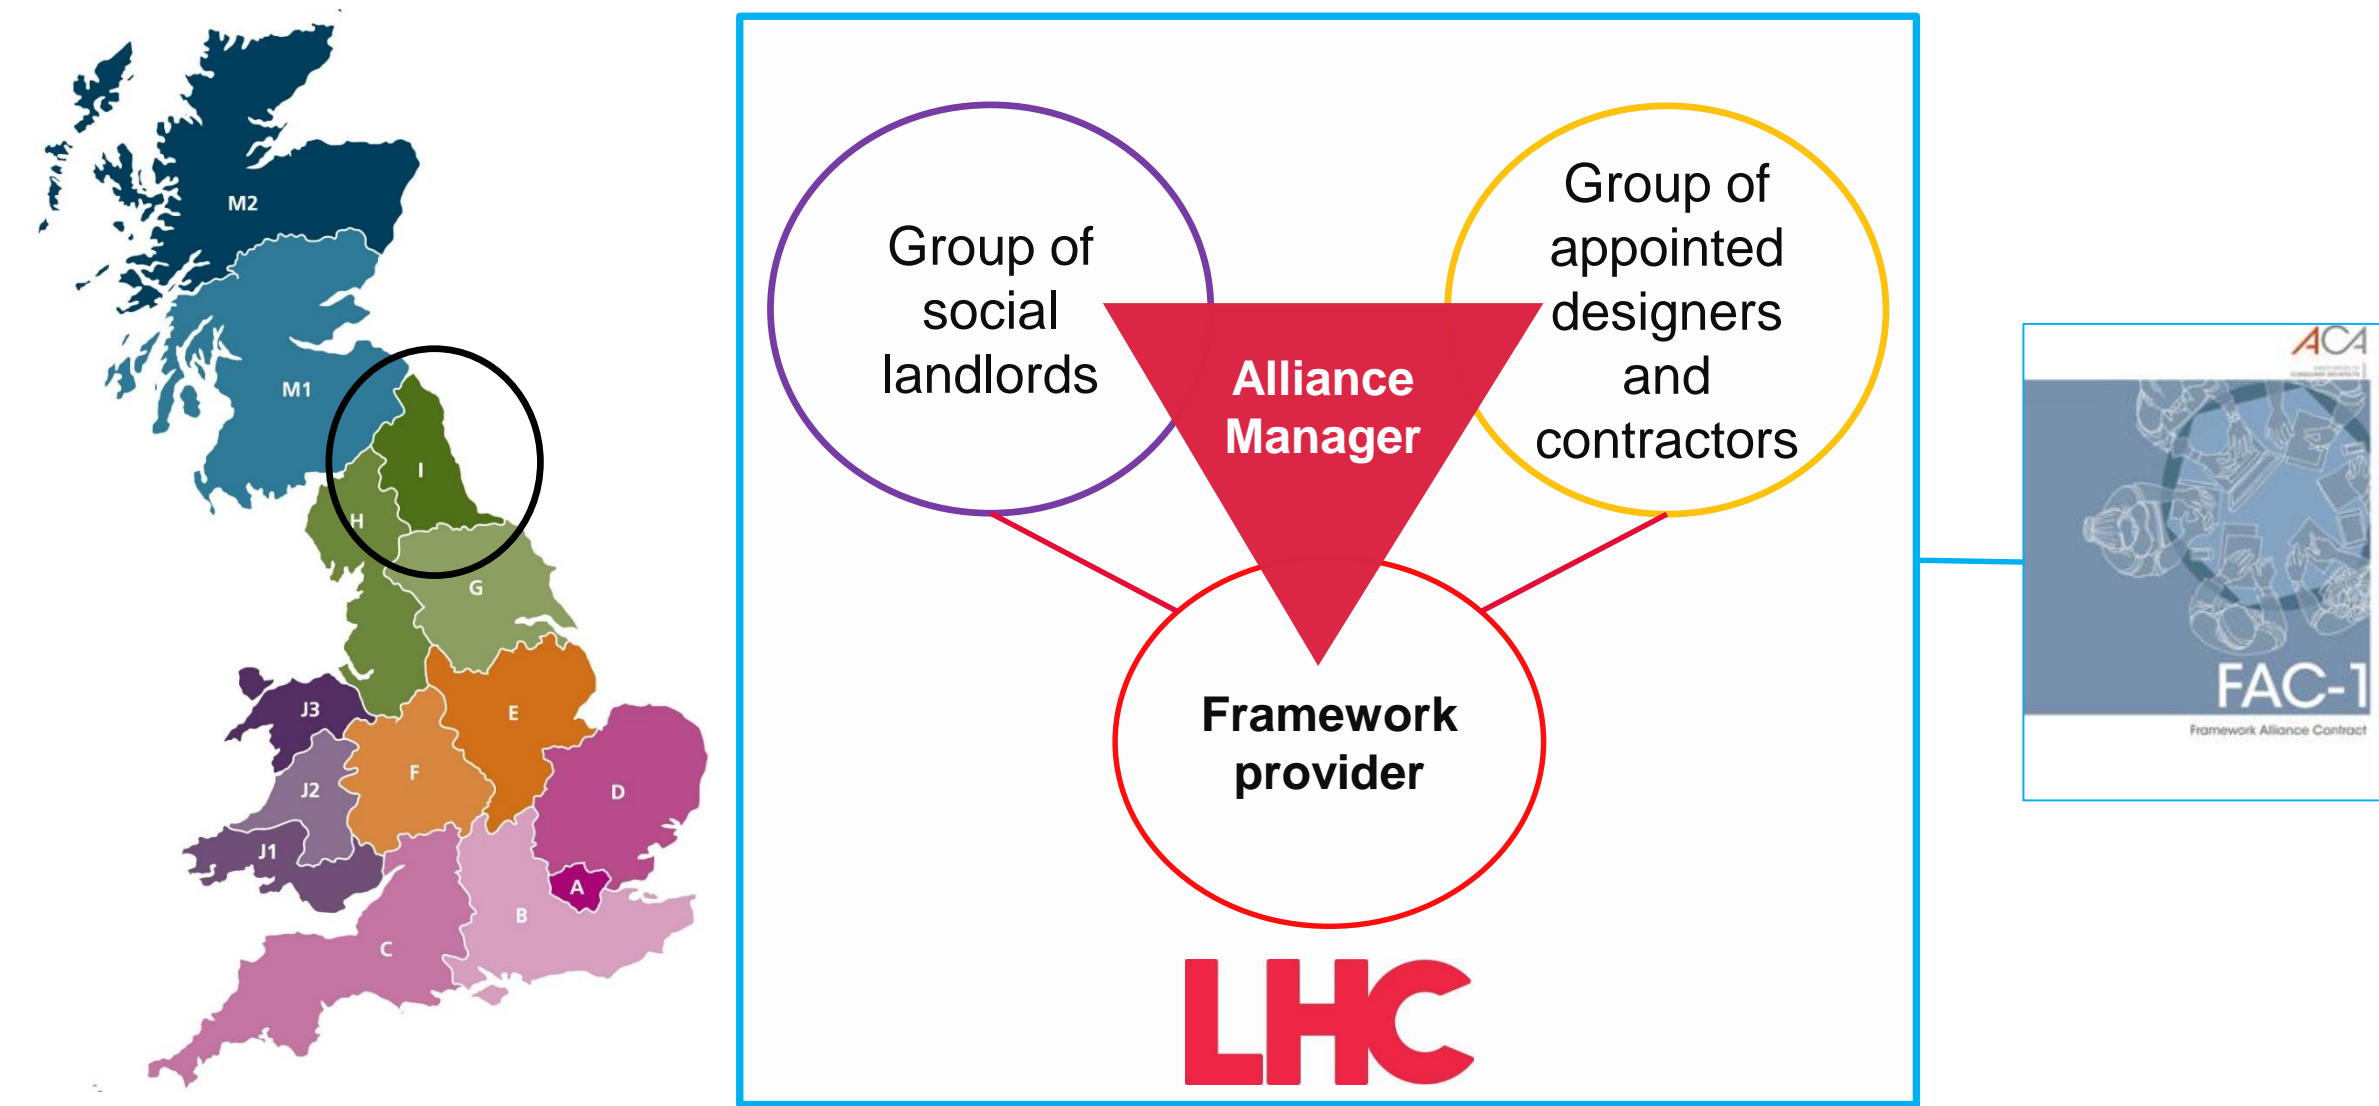 M2
M1
I
H
G
J3
E
F
J2
D
J1
A
B
C
Group of
social
landlords
Group of
appointed
designers
and
contractors
Alliance
Manager
Framework
provider
LHC
ACA
FAC-1
Framework Alliance Contract